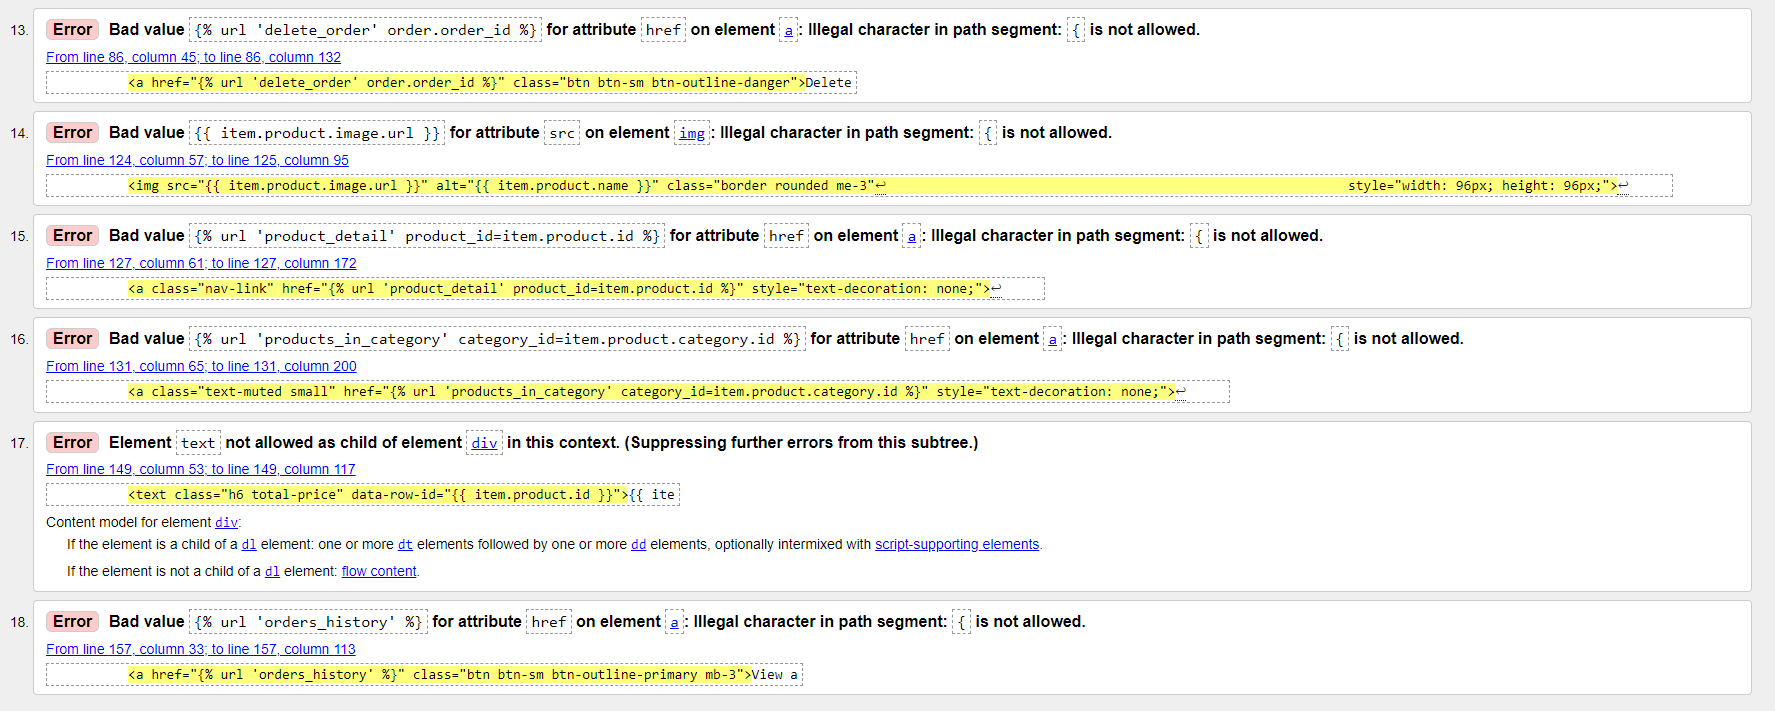 13. Error Bad value {% url 'delete_order' order.order_id %} for attribute href on element a: Illegal character in path segment: { is not allowed.
From line 86, column 45; to line 86, column 132
<a href="{% url 'delete_order' order.order_id %}" class="btn btn-sm btn-outline-danger">Delete
14. Error Bad value {{ item.product.image.url }} for attribute src on element img: Illegal character in path segment: { is not allowed.
From line 124, column 57; to line 125, column 95
<img src="{{ item.product.image.url }}" alt="{{ item.product.name }}" class="border rounded me-3"↩ style="width: 96px; height: 96px;">↩
15. Error Bad value {% url 'product_detail' product_id=item.product.id %} for attribute href on element a: Illegal character in path segment: { is not allowed.
From line 127, column 61; to line 127, column 172
<a class="nav-link" href="{% url 'product_detail' product_id=item.product.id %}" style="text-decoration: none;">↩
16. Error Bad value {% url 'products_in_category' category_id=item.product.category.id %} for attribute href on element a: Illegal character in path segment: { is not allowed.
From line 131, column 65; to line 131, column 200
<a class="text-muted small" href="{% url 'products_in_category' category_id=item.product.category.id %}" style="text-decoration: none;">↩
17. Error Element text not allowed as child of element div in this context. (Suppressing further errors from this subtree.)
From line 149, column 53; to line 149, column 117
<text class="h6 total-price" data-row-id="{{ item.product.id }}">{{ ite
Content model for element div:
If the element is a child of a dl element: one or more dt elements followed by one or more dd elements, optionally intermixed with script-supporting elements.
If the element is not a child of a dl element: flow content.
18. Error Bad value {% url 'orders_history' %} for attribute href on element a: Illegal character in path segment: { is not allowed.
From line 157, column 33; to line 157, column 113
<a href="{% url 'orders_history' %}" class="btn btn-sm btn-outline-primary mb-3">View a